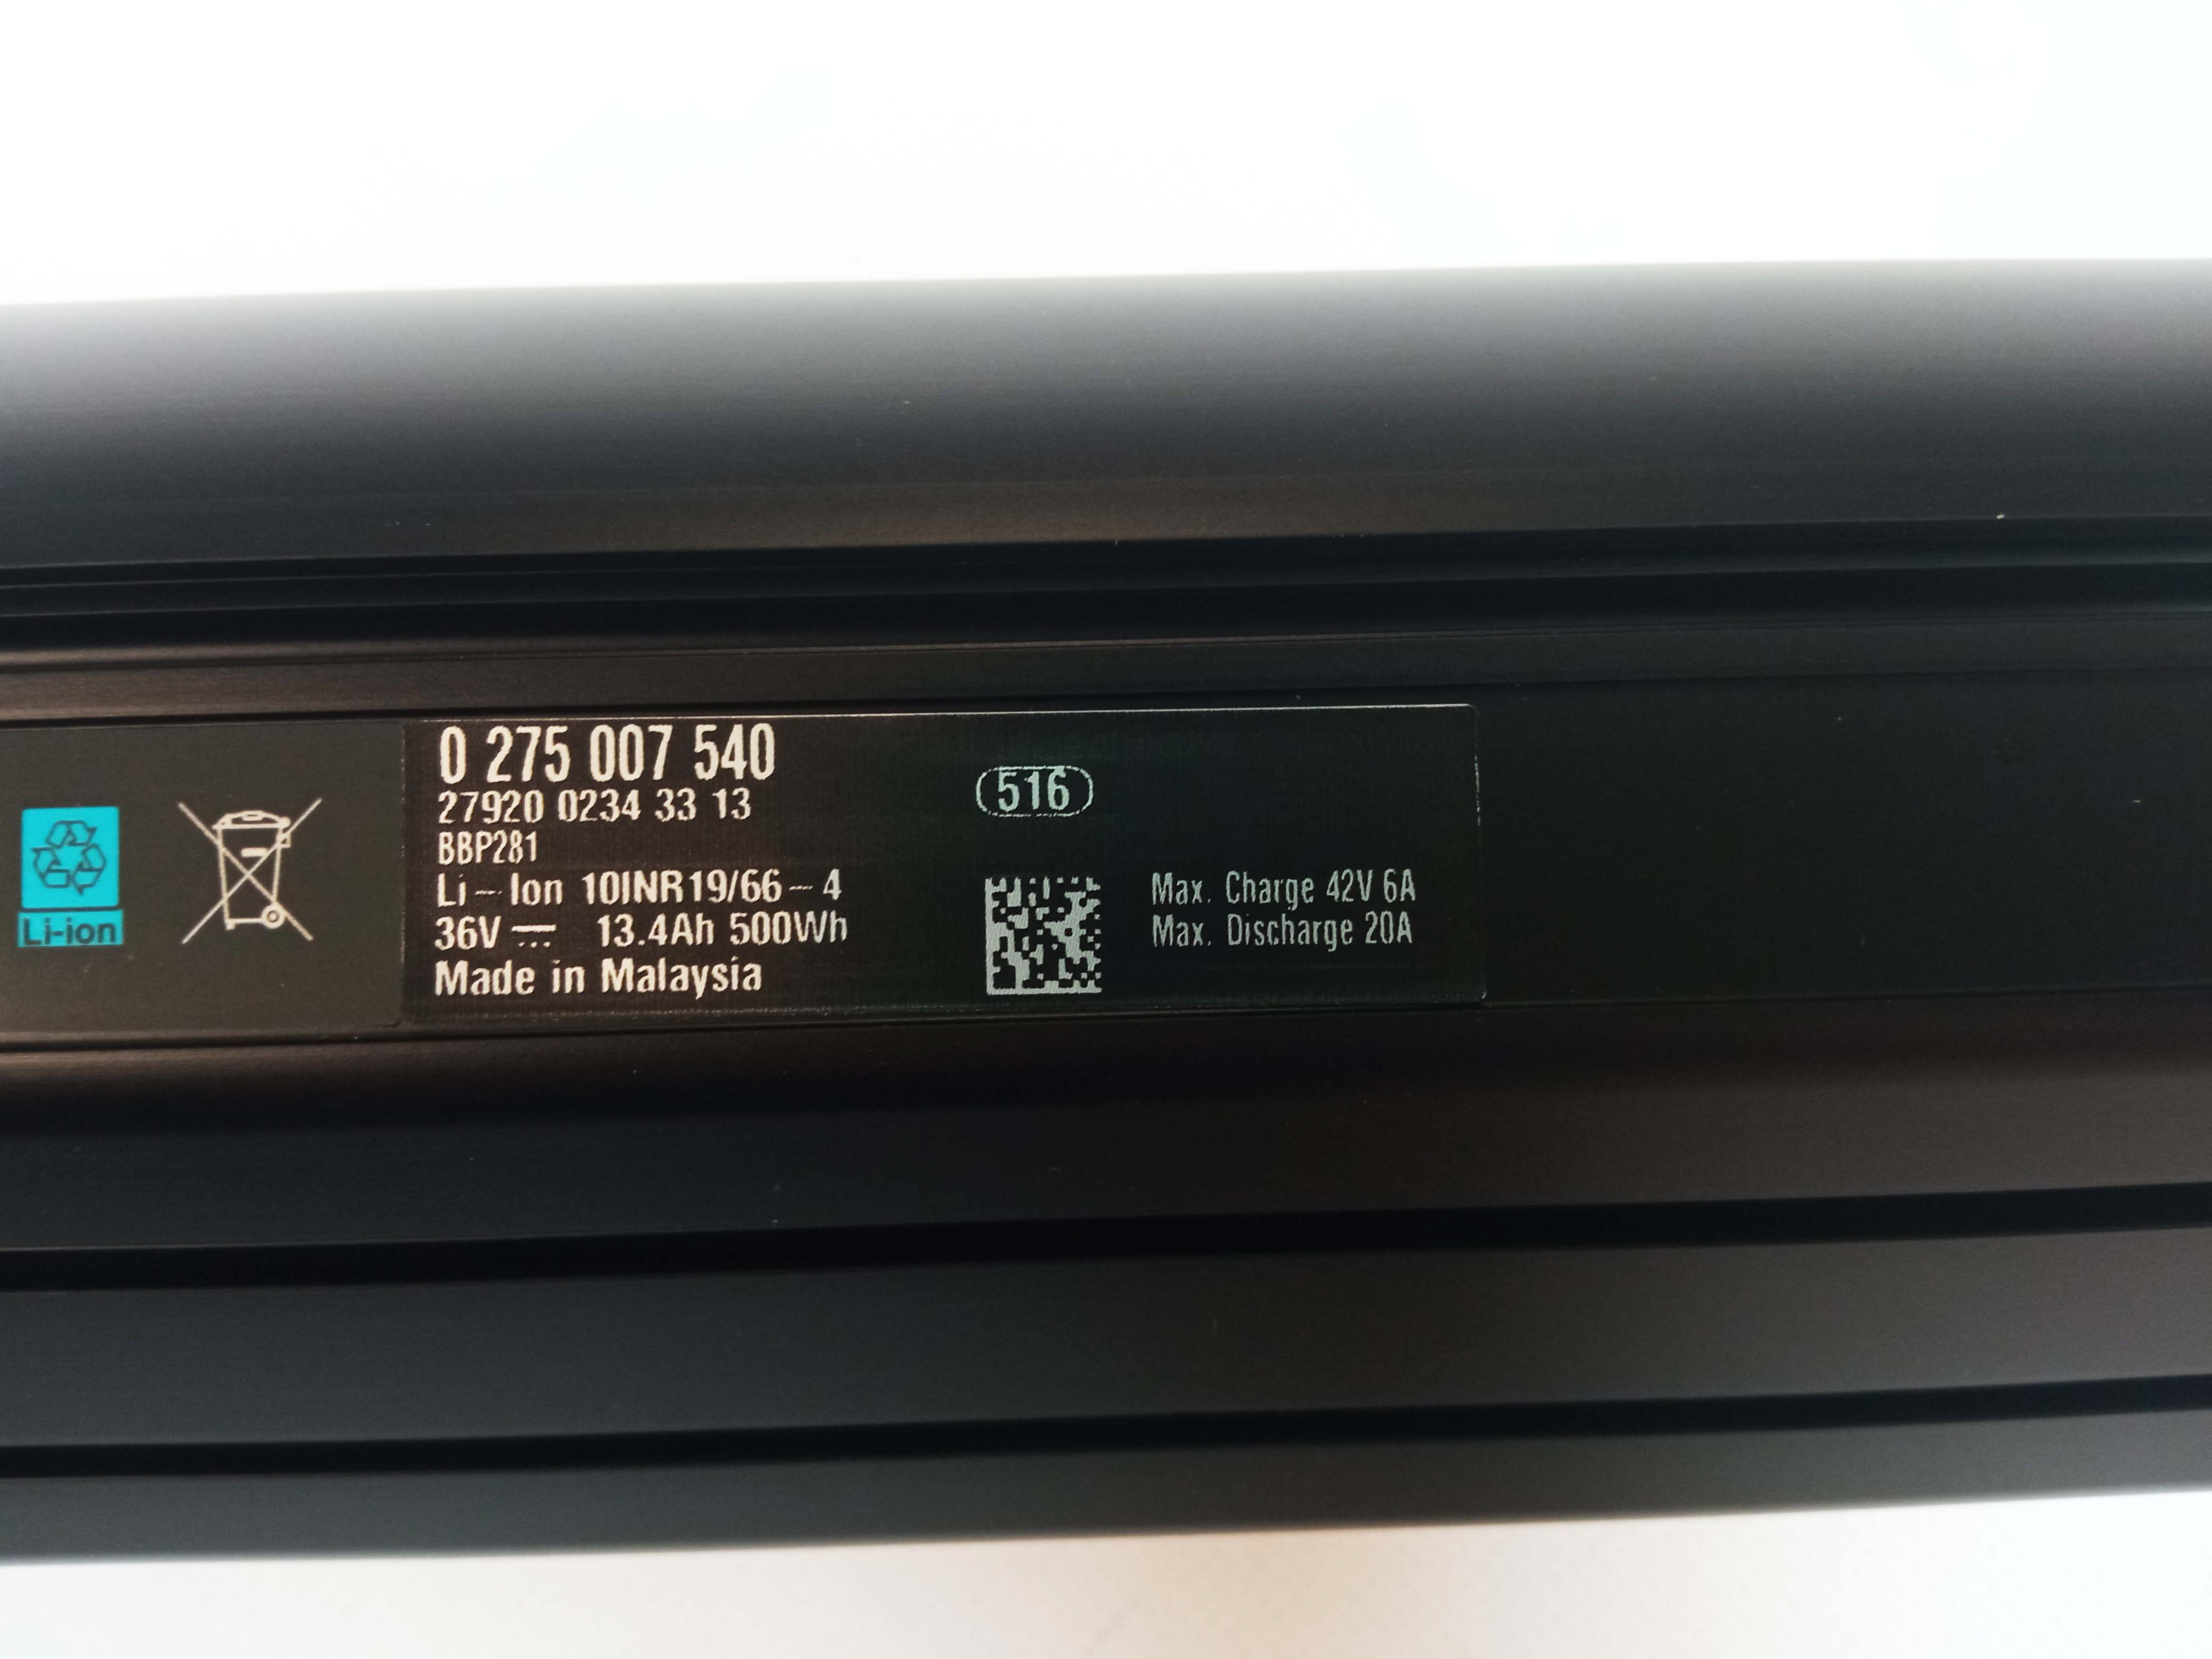 Li-ion
0 275 007 540
27920 0234 33 13
BBP281
Li-Ion 10INR19/66-4
36V 13.4Ah 500Wh
Made in Malaysia
516
Max. Charge 42V 6A
Max. Discharge 20A